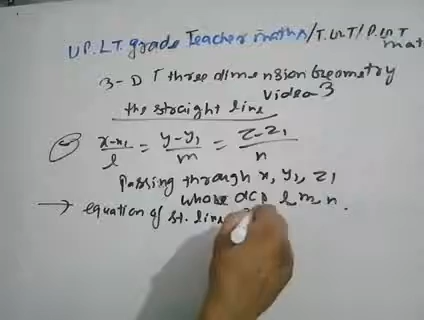 UP.L.T. grade Teacher maths/T.G.T/P.G.T
mat
3-D [three dimension Geometry
video 3
the straight line
x-x₁/l = y-y₁/m = z-z₁/n
Passing through x, y₁, z₁
whose dcs l m n.
→ equation of st. line